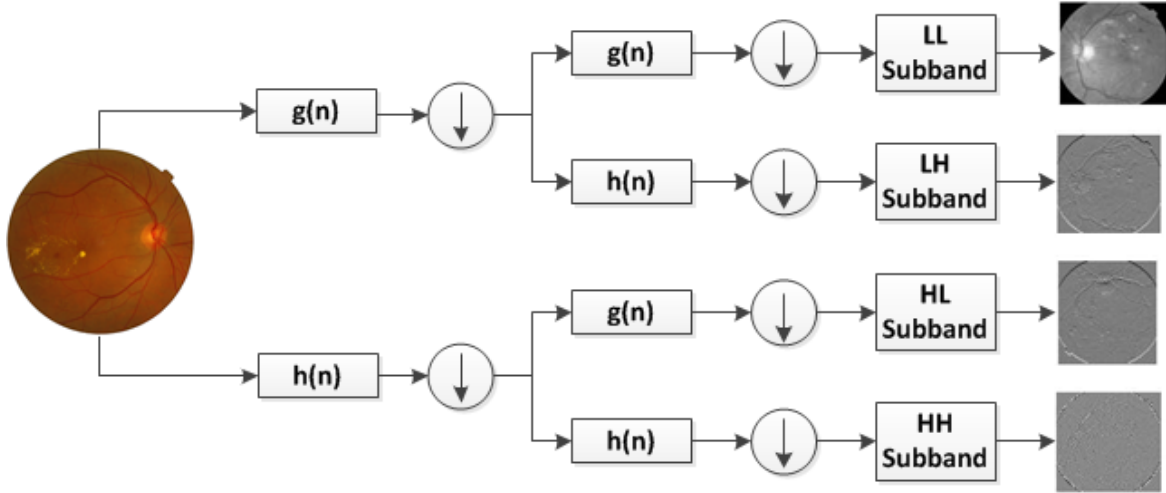 g(n)
LL
Subband
g(n)
h(n)
LH
Subband
g(n)
HL
Subband
h(n)
h(n)
HH
Subband